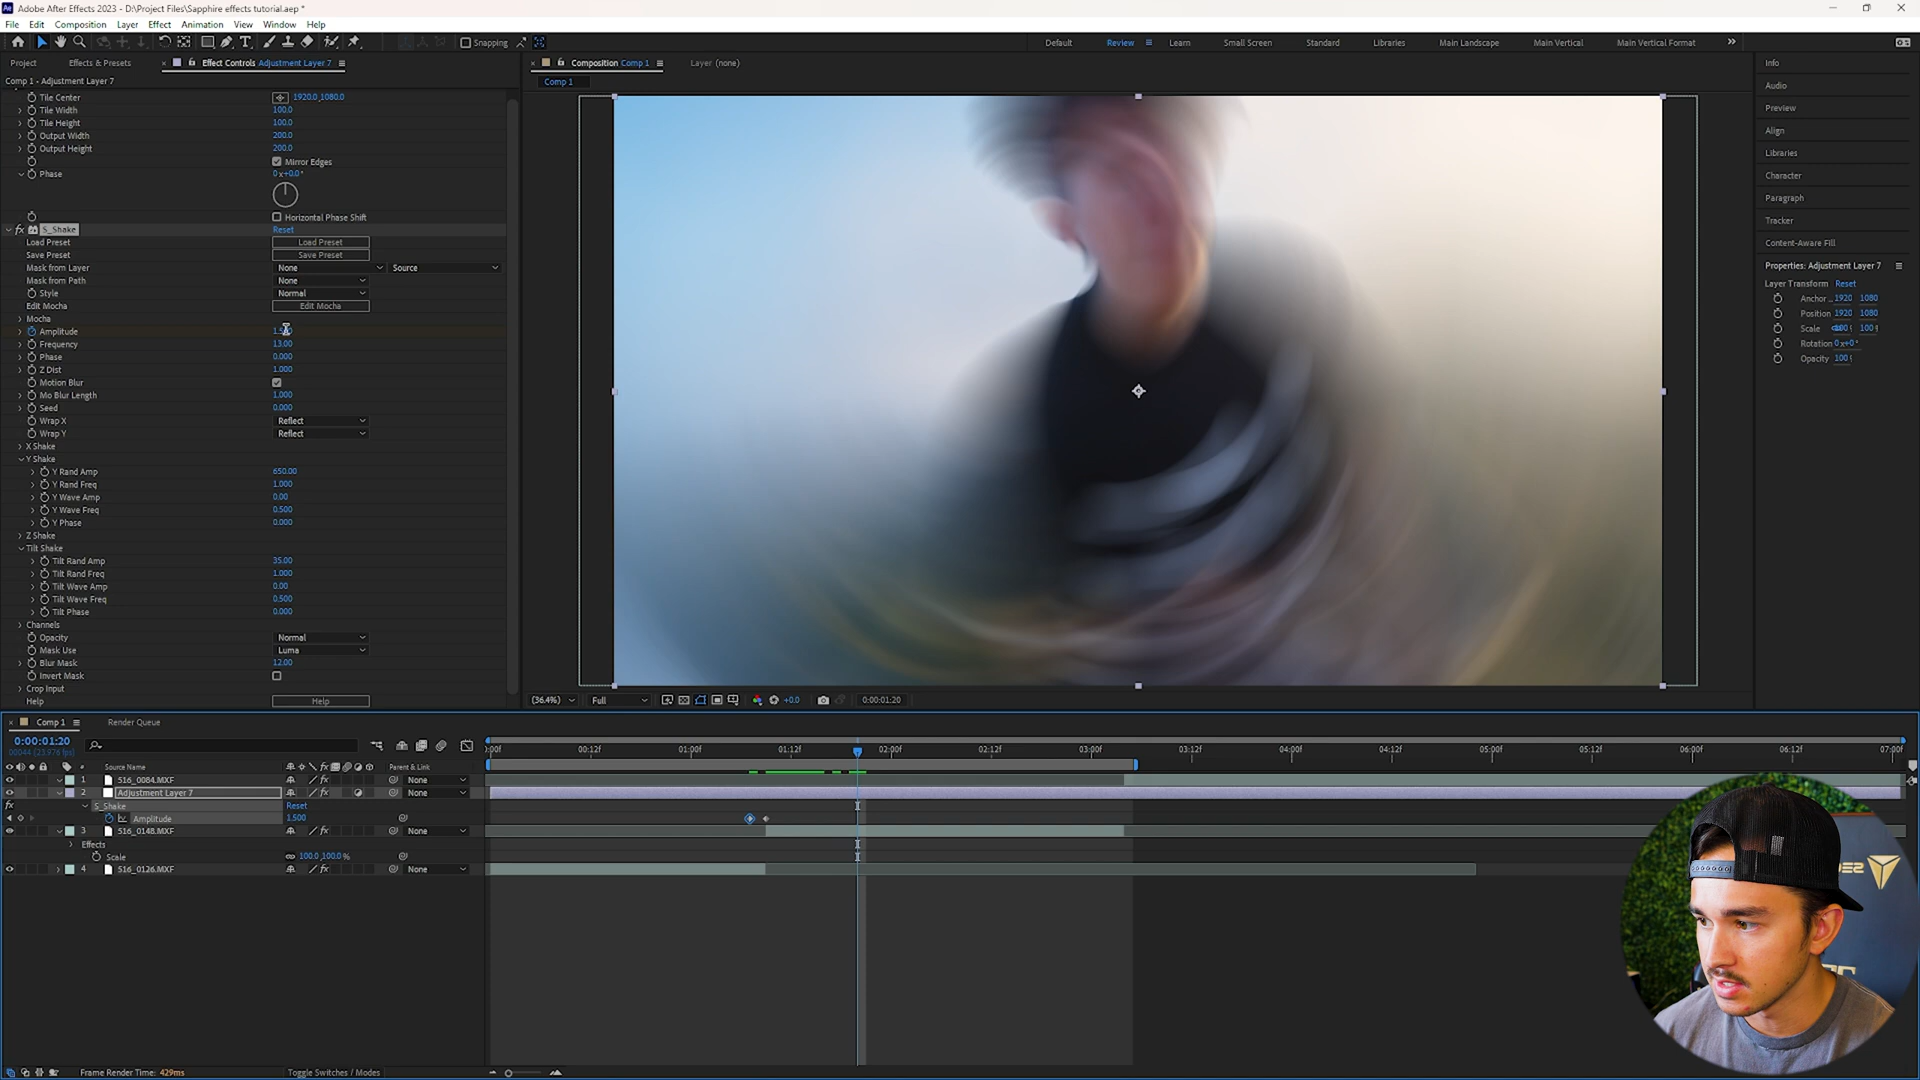 Adobe After Effects 2023 - D:\Project Files\Sapphire effects tutorial.aep *
File Edit Composition Layer Effect Animation View Window Help
Snapping
Default Review Learn Small Screen Standard Libraries Main Landscape Main Vertical Main Vertical Format
Project Effects & Presets Effect Controls Adjustment Layer 7
Comp 1 - Adjustment Layer 7
Tile Center 1920.0,1080.0
Tile Width 100.0
Tile Height 100.0
Output Width 200.0
Output Height 200.0
Mirror Edges
Phase 0x+0.0°
Horizontal Phase Shift
fx S_Shake Reset
Load Preset Load Preset
Save Preset Save Preset
Mask from Layer None Source
Mask from Path None
Style Normal
Edit Mocha Edit Mocha
Mocha
Amplitude
Frequency 13.00
Phase 0.000
Z Dist 1.000
Motion Blur
Mo Blur Length 1.000
Seed 0.000
Wrap X Reflect
Wrap Y Reflect
X Shake
Y Shake
Y Rand Amp 650.00
Y Rand Freq 1.000
Y Wave Amp 0.00
Y Wave Freq 0.500
Y Phase 0.000
Z Shake
Tilt Shake
Tilt Rand Amp 35.00
Tilt Rand Freq 1.000
Tilt Wave Amp 0.00
Tilt Wave Freq 0.500
Tilt Phase 0.000
Channels
Opacity Normal
Mask Use Luma
Blur Mask 12.00
Invert Mask
Crop Input
Help Help
Composition Comp 1 Layer (none)
Comp 1
(36.4%) Full +0.0 0:00:01:20
Info
Audio
Preview
Align
Libraries
Character
Paragraph
Tracker
Content-Aware Fill
Properties: Adjustment Layer 7
Layer Transform Reset
Anchor... 1920 1080
Position 1920 1080
Scale 100
Rotation 0x+0°
Opacity 100
Comp 1 Render Queue
0:00:01:20
00044 (23.976 fps)
:00f 00:12f 01:00f 01:12f 02:00f 02:12f 03:00f 03:12f 04:00f 04:12f 05:00f 05:12f 06:00f 06:12f 07:00f
# Source Name Parent & Link
1 516_0084.MXF None
2 Adjustment Layer 7 None
fx S_Shake Reset
Amplitude 1.500
3 516_0148.MXF None
Effects
Scale 100.0,100.0 %
4 516_0126.MXF None
Frame Render Time: 429ms Toggle Switches / Modes